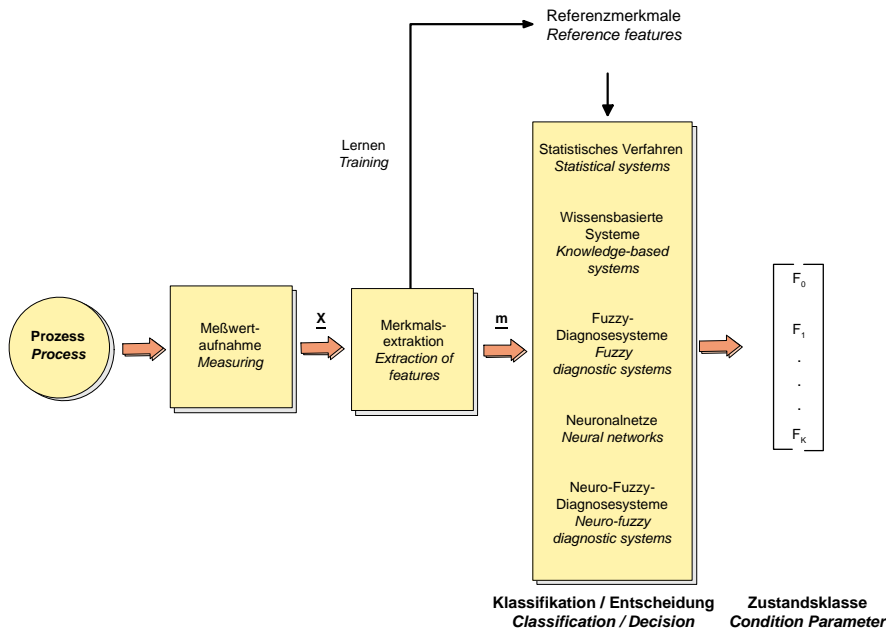 Referenzmerkmale
Reference features
Lernen
Training
Prozess
Process
Meßwert-
aufnahme
Measuring
X
Merkmals-
extraktion
Extraction of
features
m
Statistisches Verfahren
Statistical systems
Wissensbasierte
Systeme
Knowledge-based
systems
Fuzzy-
Diagnosesysteme
Fuzzy
diagnostic systems
Neuronalnetze
Neural networks
Neuro-Fuzzy-
Diagnosesysteme
Neuro-fuzzy
diagnostic systems
F0
F1
.
.
.
FK
Klassifikation / Entscheidung
Classification / Decision
Zustandsklasse
Condition Parameter